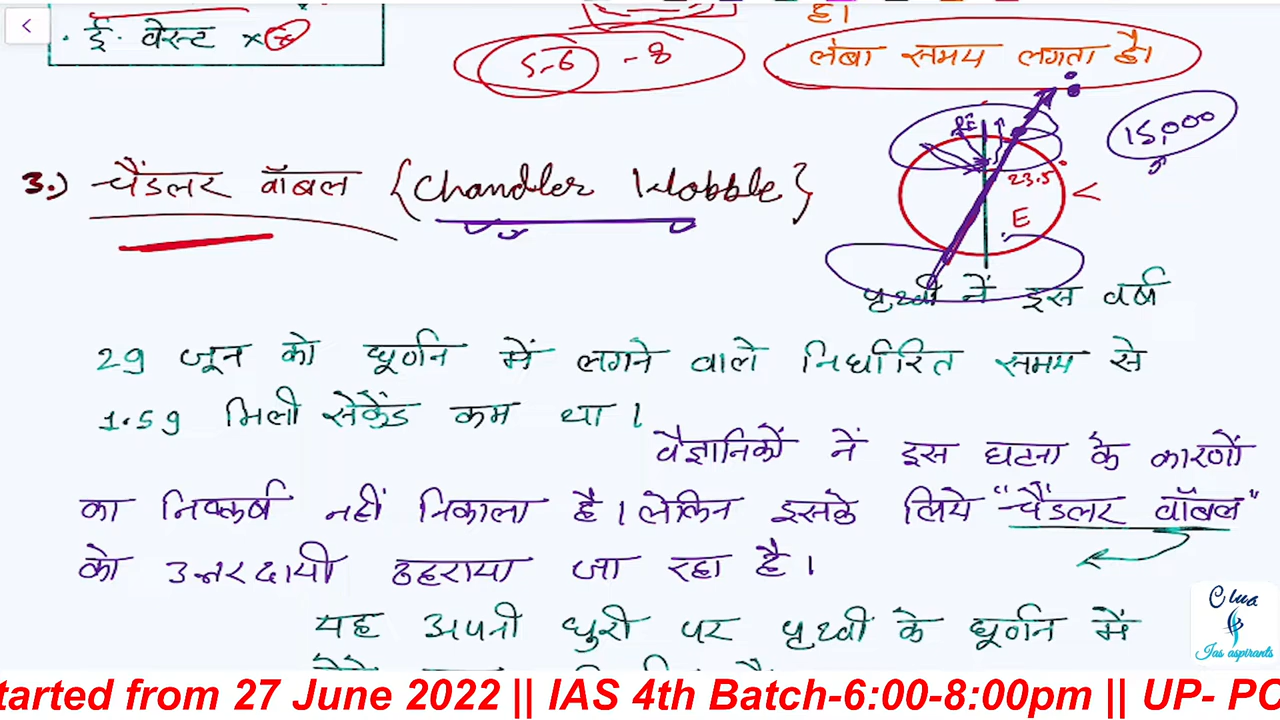 है।
· ई· वेस्ट ×
5-6 - 8
लंबा समय लगता है।
15,000
3.) चैंडलर वॉबल {Chandler Wobble}
23.5°
E
पृथ्वी नें इस वर्ष
29 जून को घूर्णन में लगने वाले निर्धारित समय से
1.59 मिली सेकेंड कम था।
वैज्ञानिकों नें इस घटना के कारणों
का निष्कर्ष नहीं निकाला है। लेकिन इसके लिये "चैंडलर वॉबल"
को उत्तरदायी ठहराया जा रहा है।
यह अपनी धुरी पर पृथ्वी के घूर्णन में
Clue
Ias aspirants
tarted from 27 June 2022 || IAS 4th Batch-6:00-8:00pm || UP- PC